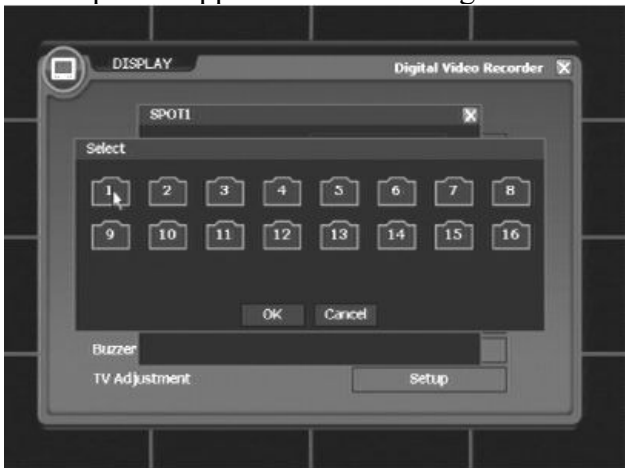 DISPLAY Digital Video Recorder
SPOT1
Select
1 2 3 4 5 6 7 8
9 10 11 12 13 14 15 16
OK Cancel
Buzzer
TV Adjustment Setup